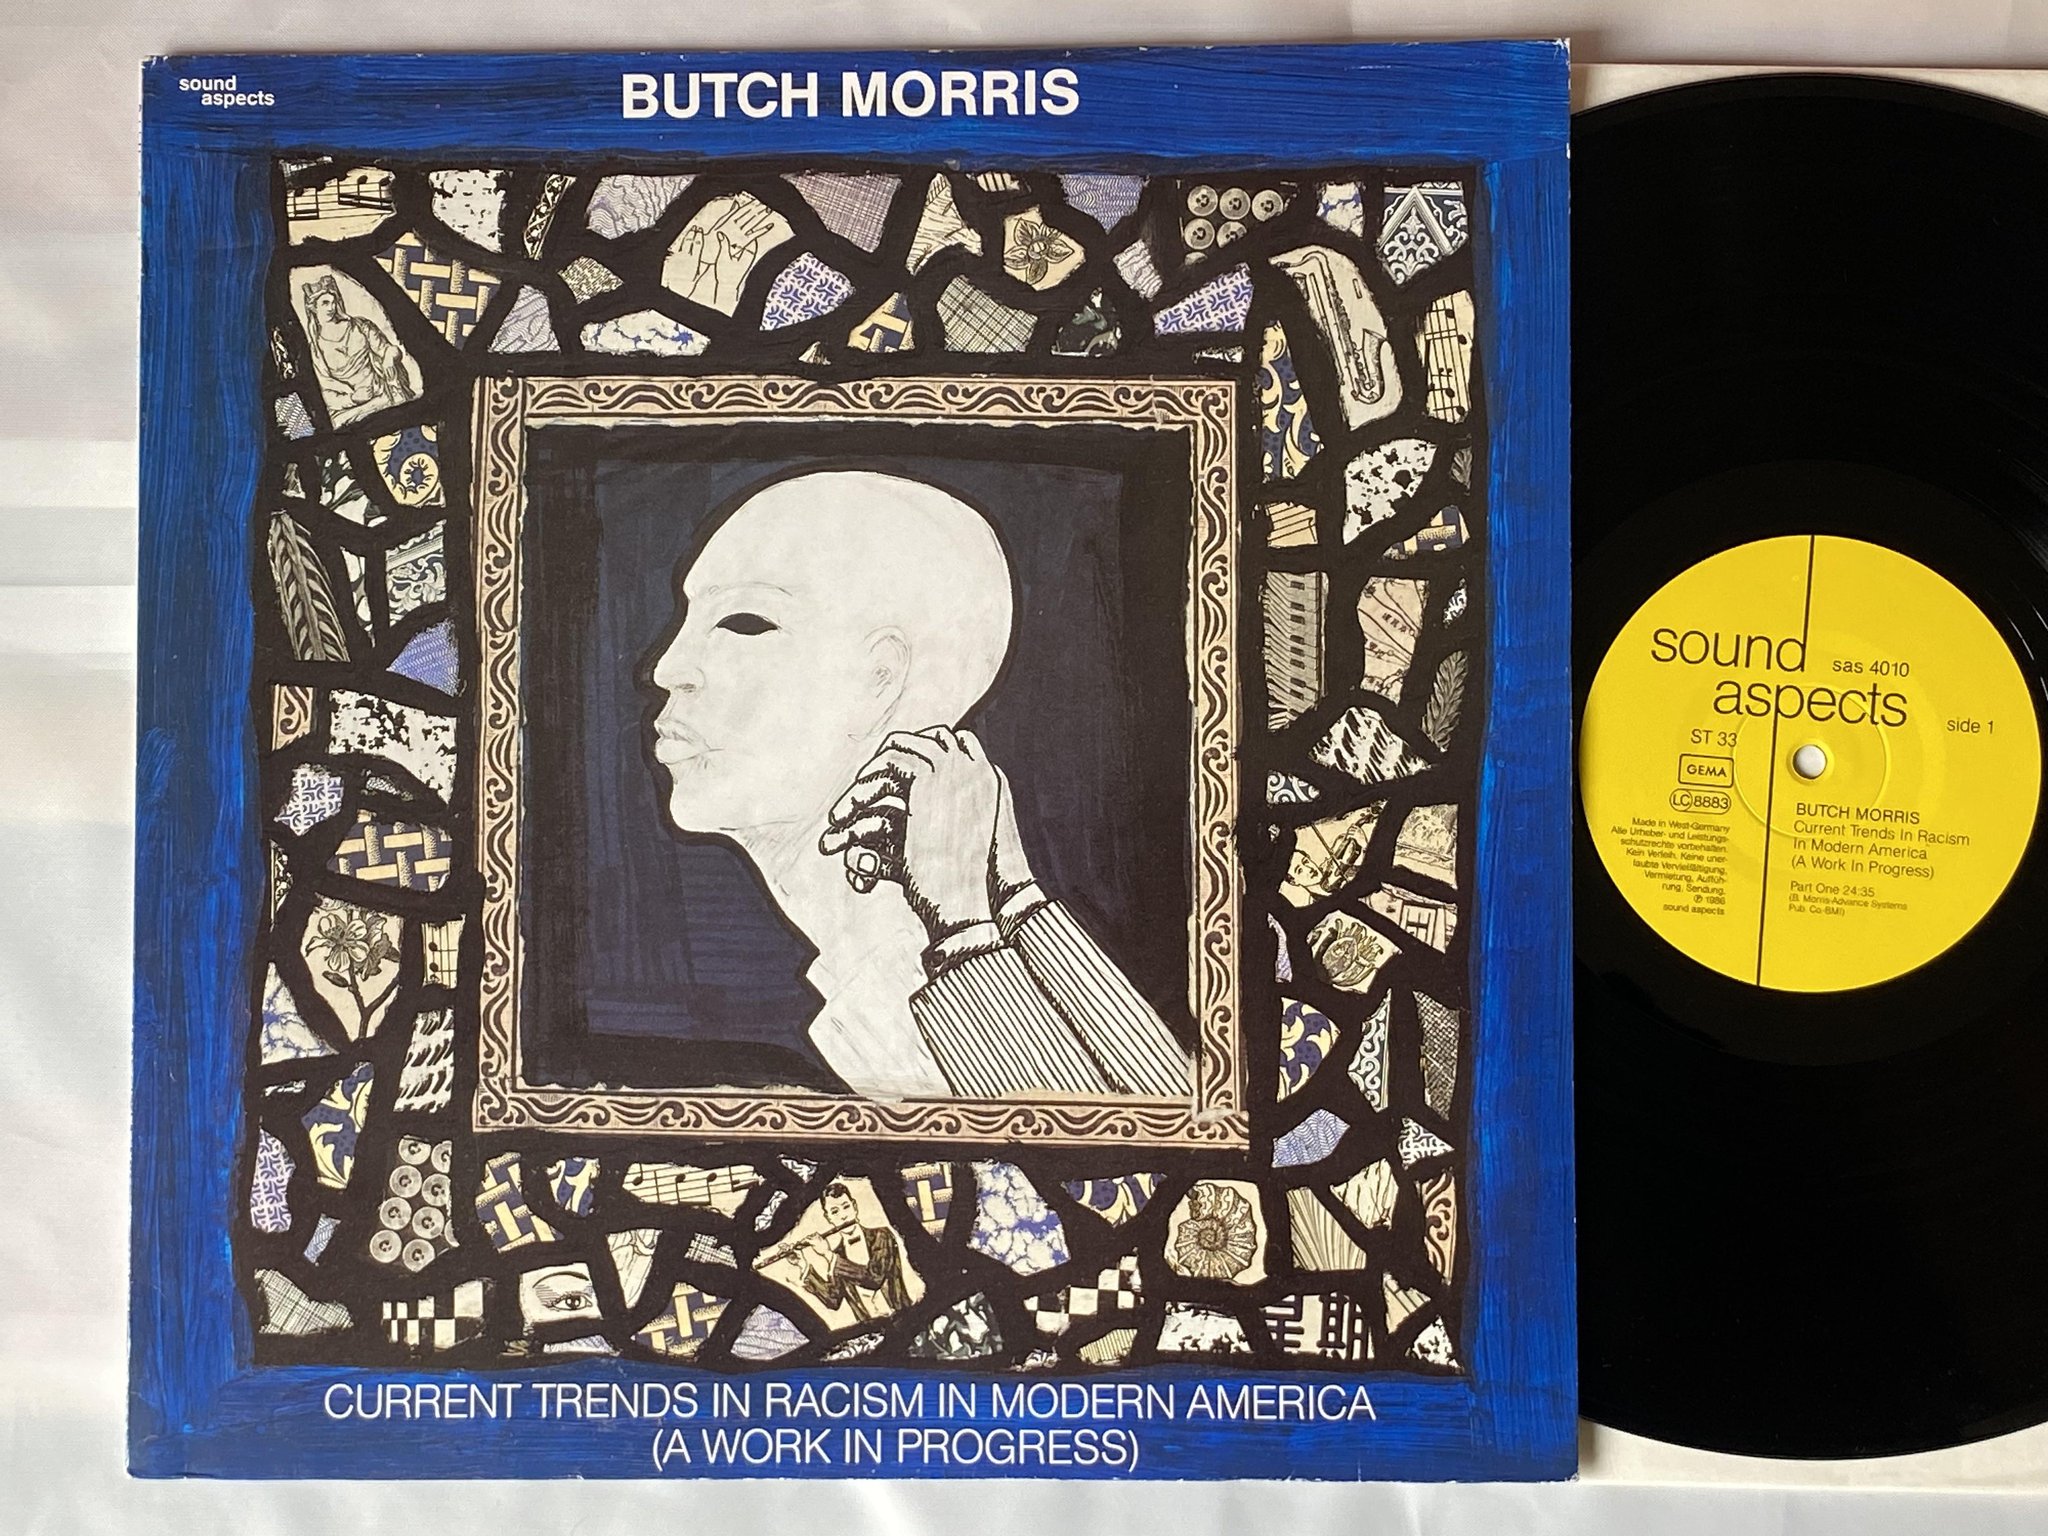 sound
aspects
BUTCH MORRIS
CURRENT TRENDS IN RACISM IN MODERN AMERICA
(A WORK IN PROGRESS)
sound
aspects
sas 4010
side 1
ST 33
GEMA
LC 8883
Made in West-Germany
Alle Urheber- und Leistungs-
schutzrechte vorbehalten.
Kein Verleih. Keine uner-
laubte Vervielfältigung,
Vermietung, Auffüh-
rung, Sendung.
℗ 1986
sound aspects
BUTCH MORRIS
Current Trends In Racism
In Modern America
(A Work In Progress)
Part One 24:35
(B. Morris-Advance Systems
Pub. Co-BMI)